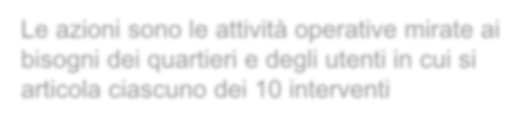 Le azioni sono le attività operative mirate ai
bisogni dei quartieri e degli utenti in cui si
articola ciascuno dei 10 interventi